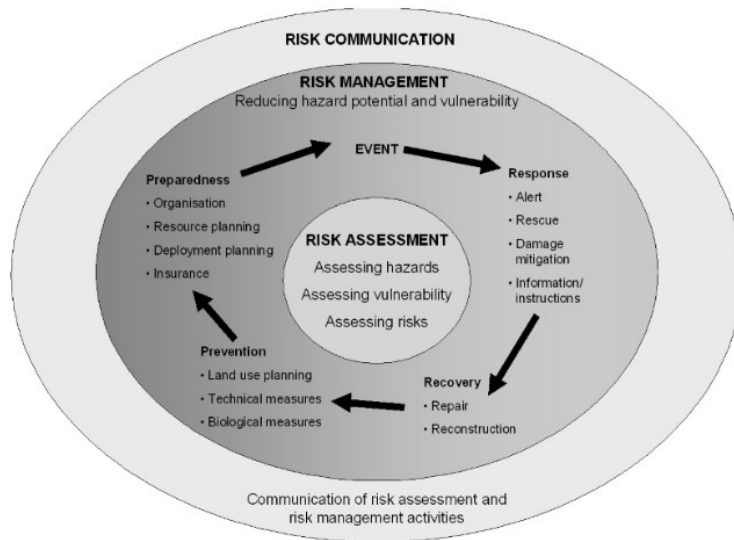 RISK COMMUNICATION
RISK MANAGEMENT
Reducing hazard potential and vulnerability
EVENT
Response
• Alert
• Rescue
• Damage
mitigation
• Information/
instructions
Recovery
• Repair
• Reconstruction
Prevention
• Land use planning
• Technical measures
• Biological measures
Preparedness
• Organisation
• Resource planning
• Deployment planning
• Insurance
RISK ASSESSMENT
Assessing hazards
Assessing vulnerability
Assessing risks
Communication of risk assessment and
risk management activities